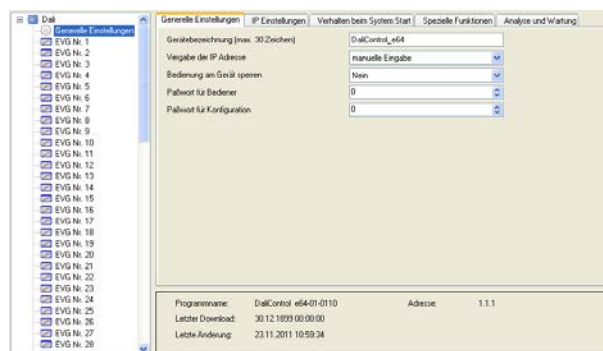 Dali
Generelle Einstellungen
EVG Nr. 1
EVG Nr. 2
EVG Nr. 3
EVG Nr. 4
EVG Nr. 5
EVG Nr. 6
EVG Nr. 7
EVG Nr. 8
EVG Nr. 9
EVG Nr. 10
EVG Nr. 11
EVG Nr. 12
EVG Nr. 13
EVG Nr. 14
EVG Nr. 15
EVG Nr. 16
EVG Nr. 17
EVG Nr. 18
EVG Nr. 19
EVG Nr. 20
EVG Nr. 21
EVG Nr. 22
EVG Nr. 23
EVG Nr. 24
EVG Nr. 25
EVG Nr. 26
EVG Nr. 27
EVG Nr. 28
Generelle Einstellungen IP Einstellungen Verhalten beim System Start Spezielle Funktionen Analyse und Wartung
Gerätebezeichnung (max. 30 Zeichen) DaliControl_e64
Vergabe der IP Adresse manuelle Eingabe
Bedienung am Gerät sperren Nein
Paßwort für Bediener 0
Paßwort für Konfiguration 0
Programmname: DaliControl e64-01-0110 Adresse: 1.1.1
Letzter Download: 30.12.1899 00:00:00
Letzte Änderung: 23.11.2011 10:59:34